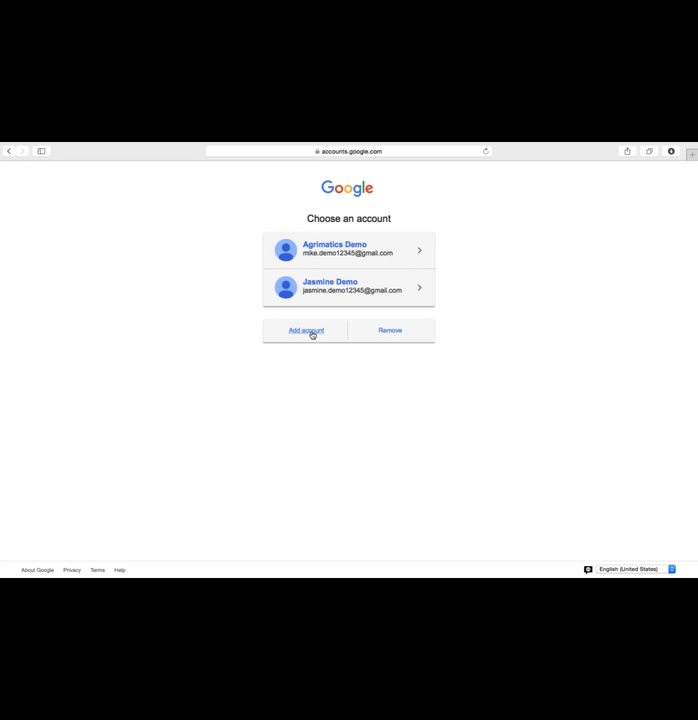 accounts.google.com
Google
Choose an account
Agrimatics Demo
mike.demo12345@gmail.com
Jasmine Demo
jasmine.demo12345@gmail.com
Add account Remove
About Google Privacy Terms Help English (United States)